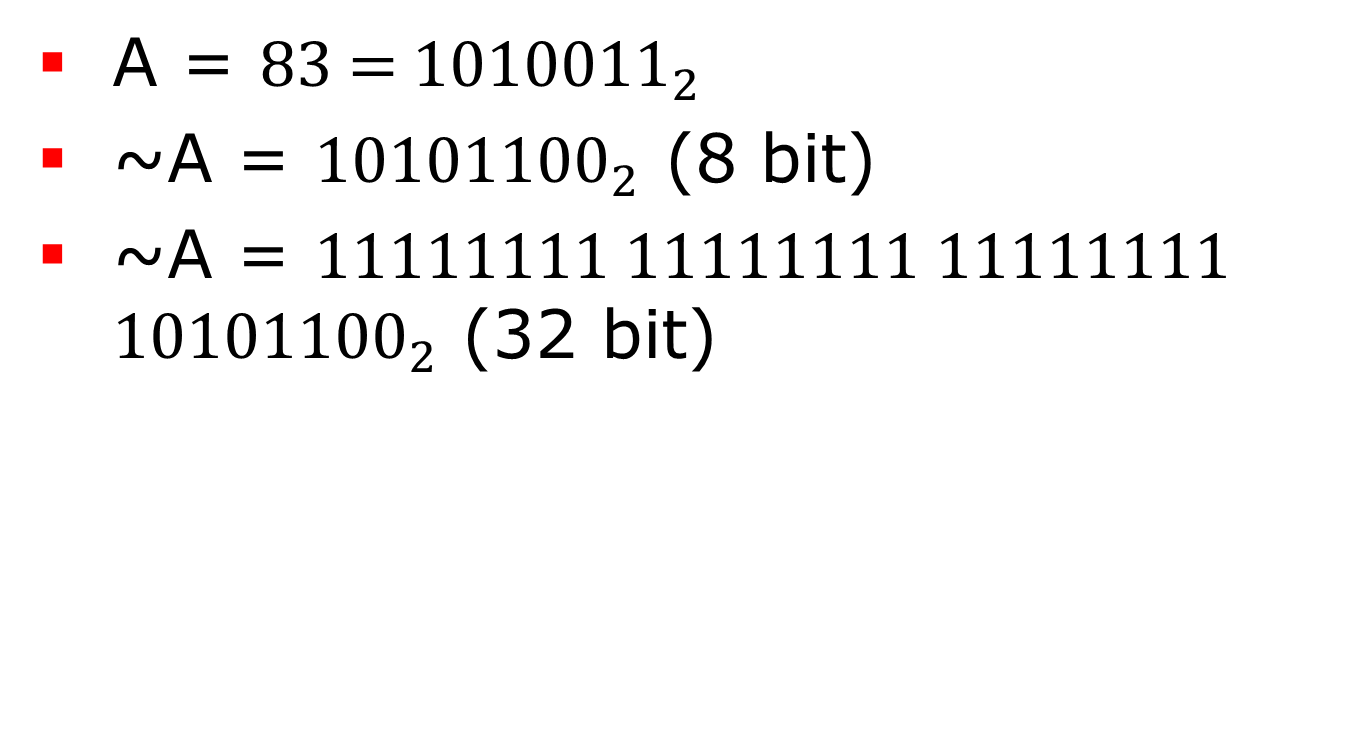 ▪ A = 83 = 1010011₂
▪ ~A = 10101100₂ (8 bit)
▪ ~A = 11111111 11111111 11111111
10101100₂ (32 bit)